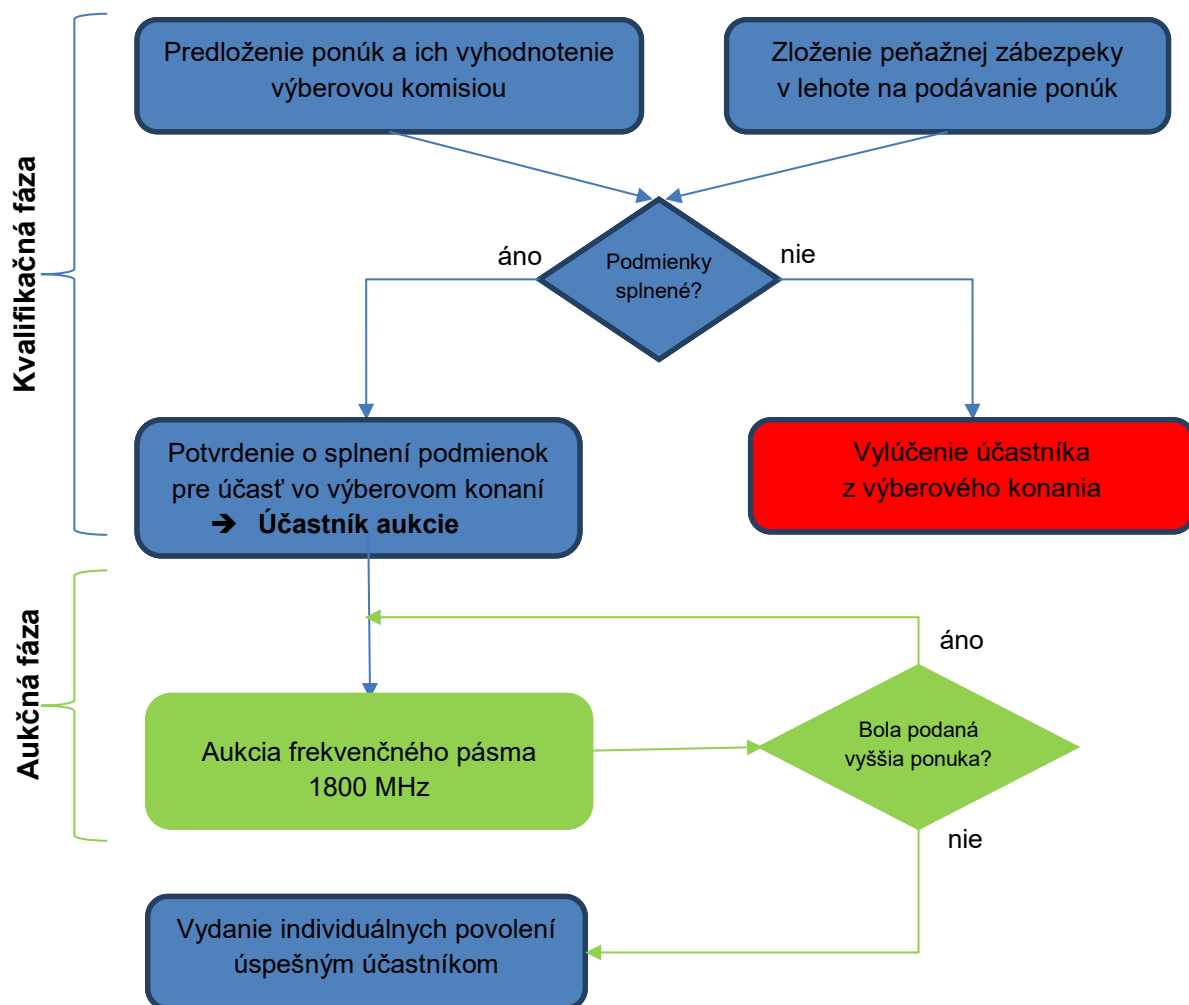 Predloženie ponúk a ich vyhodnotenie
výberovou komisiou
Zloženie peňažnej zábezpeky
v lehote na podávanie ponúk
Kvalifikačná fáza
Podmienky
splnené?
áno
nie
Potvrdenie o splnení podmienok
pre účasť vo výberovom konaní
➔ Účastník aukcie
Vylúčenie účastníka
z výberového konania
Aukčná fáza
Aukcia frekvenčného pásma
1800 MHz
áno
Bola podaná
vyššia ponuka?
nie
Vydanie individuálnych povolení
úspešným účastníkom